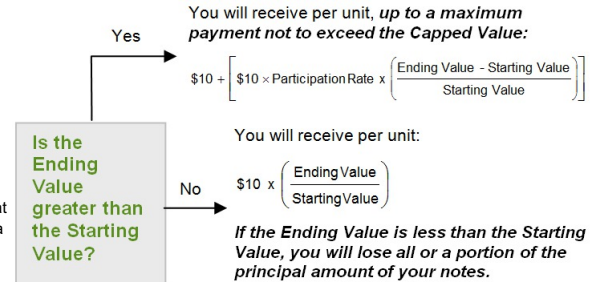 You will receive per unit, up to a maximum
payment not to exceed the Capped Value:
Yes
$10 + [ $10 × Participation Rate x ( Ending Value - Starting Value / Starting Value ) ]
Is the
Ending
Value
greater than
the Starting
Value?
No
You will receive per unit:
$10 x ( Ending Value / Starting Value )
If the Ending Value is less than the Starting
Value, you will lose all or a portion of the
principal amount of your notes.